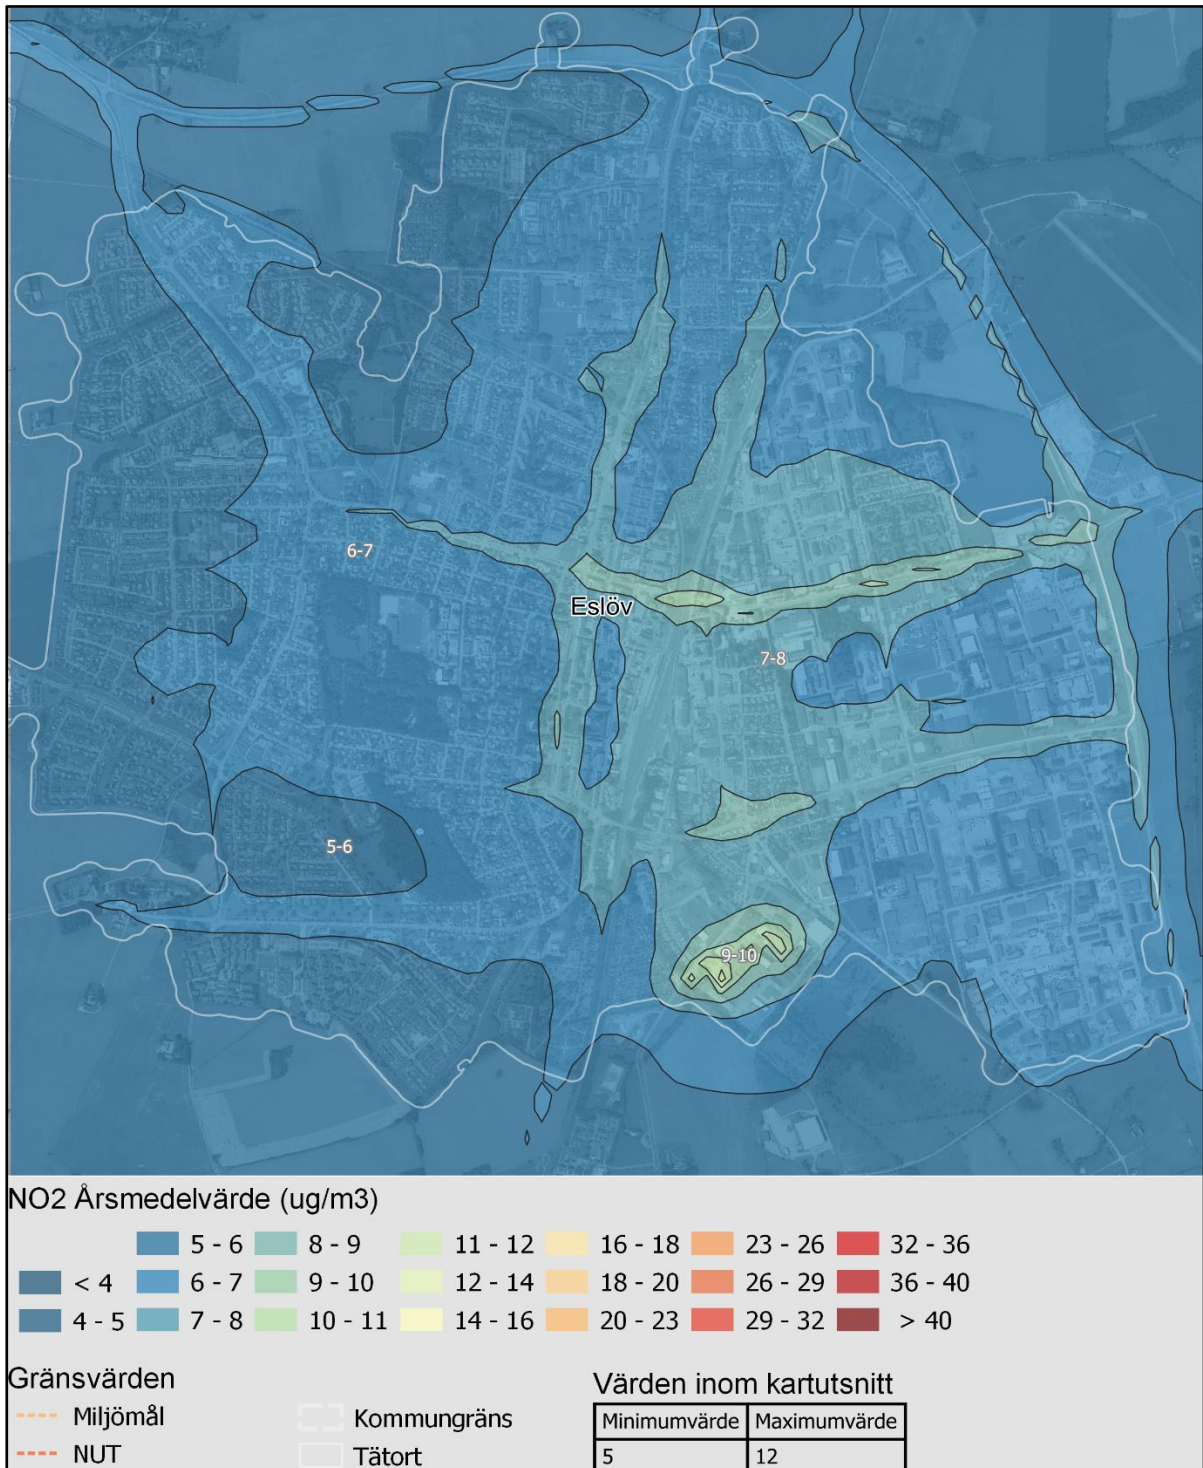 6-7
Eslöv
7-8
5-6
9-10
NO2 Årsmedelvärde (ug/m3)
5 - 6 8 - 9 11 - 12 16 - 18 23 - 26 32 - 36
< 4 6 - 7 9 - 10 12 - 14 18 - 20 26 - 29 36 - 40
4 - 5 7 - 8 10 - 11 14 - 16 20 - 23 29 - 32 > 40
Gränsvärden
Miljömål
NUT
Kommungräns
Tätort
Värden inom kartutsnitt
Minimumvärde Maximumvärde
5 12